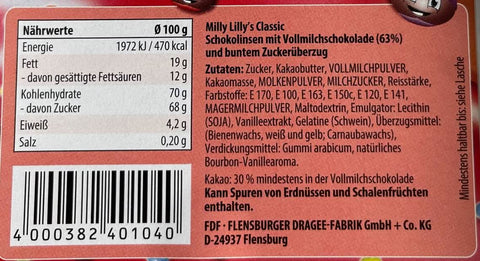 Nährwerte Ø 100 g
Energie 1972 kJ / 470 kcal
Fett 19 g
- davon gesättigte Fettsäuren 12 g
Kohlenhydrate 70 g
- davon Zucker 68 g
Eiweiß 4,2 g
Salz 0,20 g
4 000382 401040
Milly Lilly's Classic
Schokolinsen mit Vollmilchschokolade (63%)
und buntem Zuckerüberzug
Zutaten: Zucker, Kakaobutter, VOLLMILCHPULVER,
Kakaomasse, MOLKENPULVER, MILCHZUCKER, Reisstärke,
Farbstoffe: E 170, E 100, E 163, E 150c, E 120, E 141,
MAGERMILCHPULVER, Maltodextrin, Emulgator: Lecithin
(SOJA), Vanilleextrakt, Gelatine (Schwein), Überzugsmittel:
(Bienenwachs, weiß und gelb; Carnaubawachs),
Verdickungsmittel: Gummi arabicum, natürliches
Bourbon-Vanillearoma.
Kakao: 30 % mindestens in der Vollmilchschokolade
Kann Spuren von Erdnüssen und Schalenfrüchten
enthalten.
FDF · FLENSBURGER DRAGEE-FABRIK GmbH + Co. KG
D-24937 Flensburg
Mindestens haltbar bis: siehe Lasche